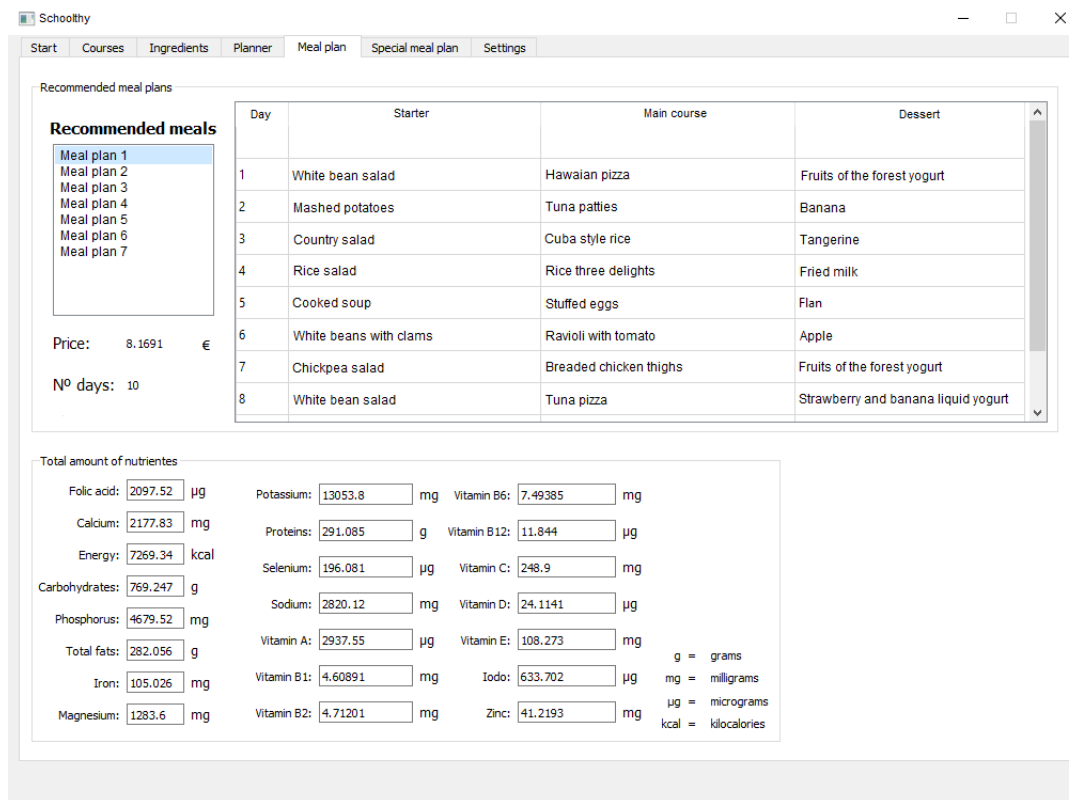 Schoolthy
Start Courses Ingredients Planner Meal plan Special meal plan Settings
Recommended meal plans
Recommended meals
Meal plan 1
Meal plan 2
Meal plan 3
Meal plan 4
Meal plan 5
Meal plan 6
Meal plan 7
Price: 8.1691 €
Nº days: 10
Day Starter Main course Dessert
1 White bean salad Hawaian pizza Fruits of the forest yogurt
2 Mashed potatoes Tuna patties Banana
3 Country salad Cuba style rice Tangerine
4 Rice salad Rice three delights Fried milk
5 Cooked soup Stuffed eggs Flan
6 White beans with clams Ravioli with tomato Apple
7 Chickpea salad Breaded chicken thighs Fruits of the forest yogurt
8 White bean salad Tuna pizza Strawberry and banana liquid yogurt
Total amount of nutrientes
Folic acid: 2097.52 µg
Calcium: 2177.83 mg
Energy: 7269.34 kcal
Carbohydrates: 769.247 g
Phosphorus: 4679.52 mg
Total fats: 282.056 g
Iron: 105.026 mg
Magnesium: 1283.6 mg
Potassium: 13053.8 mg
Proteins: 291.085 g
Selenium: 196.081 µg
Sodium: 2820.12 mg
Vitamin A: 2937.55 µg
Vitamin B1: 4.60891 mg
Vitamin B2: 4.71201 mg
Vitamin B6: 7.49385 mg
Vitamin B12: 11.844 µg
Vitamin C: 248.9 mg
Vitamin D: 24.1141 µg
Vitamin E: 108.273 mg
Iodo: 633.702 µg
Zinc: 41.2193 mg
g = grams
mg = milligrams
µg = micrograms
kcal = kilocalories